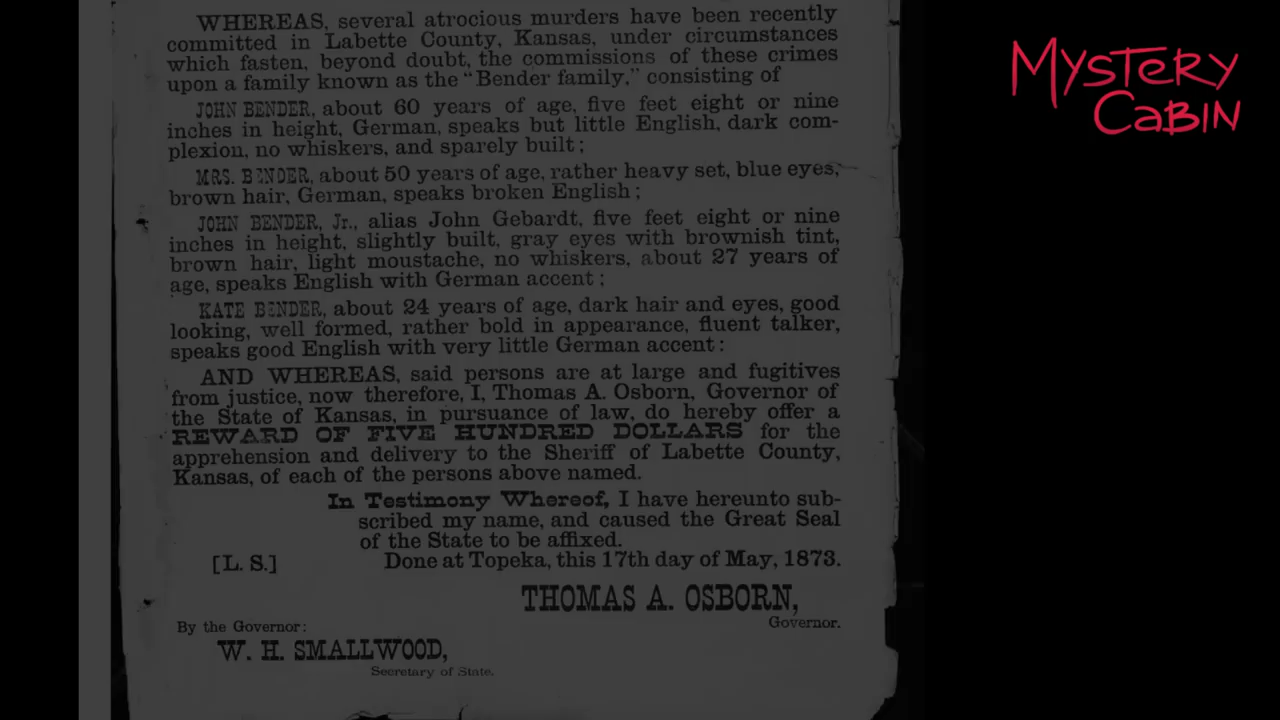 WHEREAS, several atrocious murders have been recently
committed in Labette County, Kansas, under circumstances
which fasten, beyond doubt, the commissions of these crimes
upon a family known as the "Bender family," consisting of
JOHN BENDER, about 60 years of age, five feet eight or nine
inches in height, German, speaks but little English, dark com-
plexion, no whiskers, and sparely built;
MRS. BENDER, about 50 years of age, rather heavy set, blue eyes,
brown hair, German, speaks broken English;
JOHN BENDER, Jr., alias John Gebardt, five feet eight or nine
inches in height, slightly built, gray eyes with brownish tint,
brown hair, light moustache, no whiskers, about 27 years of
age, speaks English with German accent;
KATE BENDER, about 24 years of age, dark hair and eyes, good
looking, well formed, rather bold in appearance, fluent talker,
speaks good English with very little German accent:
AND WHEREAS, said persons are at large and fugitives
from justice, now therefore, I, Thomas A. Osborn, Governor of
the State of Kansas, in pursuance of law, do hereby offer a
REWARD OF FIVE HUNDRED DOLLARS for the
apprehension and delivery to the Sheriff of Labette County,
Kansas, of each of the persons above named.
In Testimony Whereof, I have hereunto sub-
scribed my name, and caused the Great Seal
of the State to be affixed.
[L. S.] Done at Topeka, this 17th day of May, 1873.
THOMAS A. OSBORN,
Governor.
By the Governor:
W. H. SMALLWOOD,
Secretary of State.
MYSTERY
CABIN